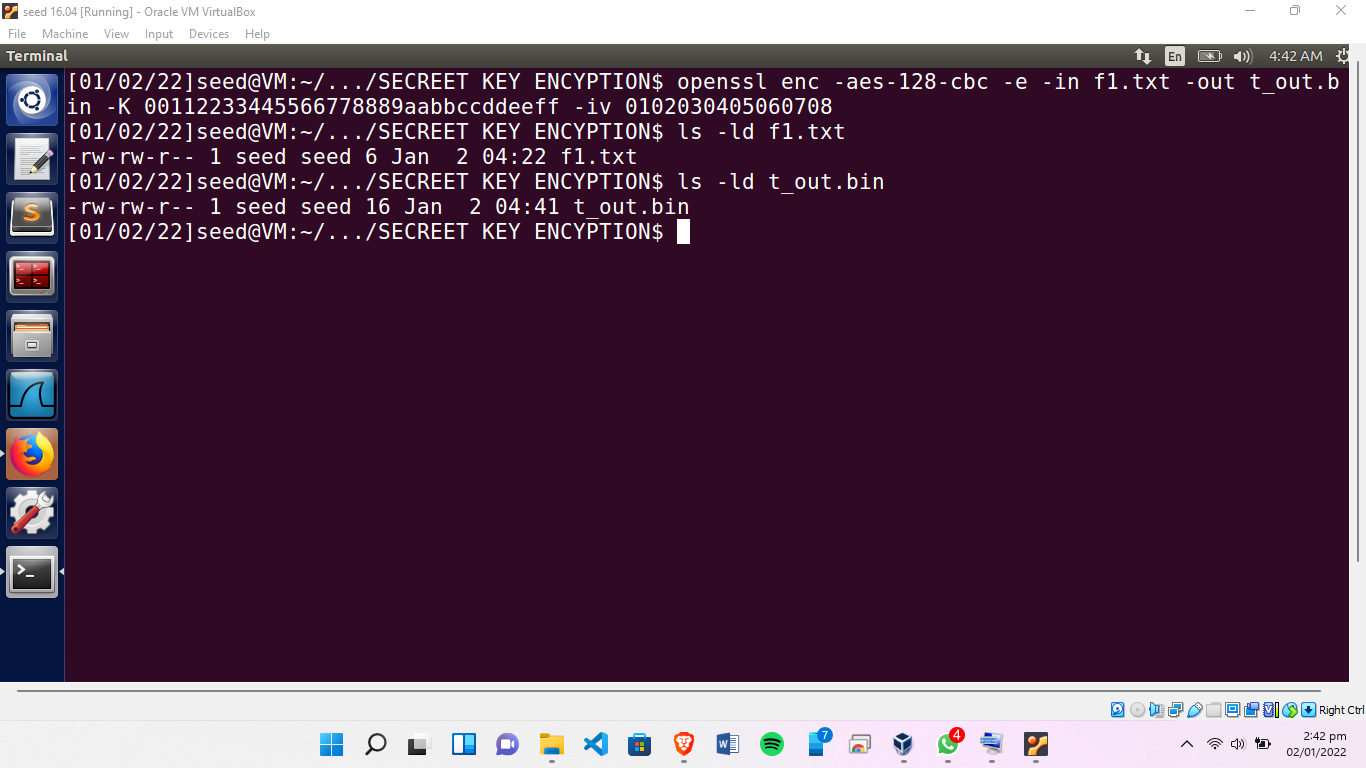 seed 16.04 [Running] - Oracle VM VirtualBox
File Machine View Input Devices Help
Terminal En 4:42 AM
[01/02/22]seed@VM:~/.../SECREET KEY ENCYPTION$ openssl enc -aes-128-cbc -e -in f1.txt -out t_out.b
in -K 00112233445566778889aabbccddeeff -iv 0102030405060708
[01/02/22]seed@VM:~/.../SECREET KEY ENCYPTION$ ls -ld f1.txt
-rw-rw-r-- 1 seed seed 6 Jan  2 04:22 f1.txt
[01/02/22]seed@VM:~/.../SECREET KEY ENCYPTION$ ls -ld t_out.bin
-rw-rw-r-- 1 seed seed 16 Jan  2 04:41 t_out.bin
[01/02/22]seed@VM:~/.../SECREET KEY ENCYPTION$
Right Ctrl
7
4
2:42 pm
02/01/2022